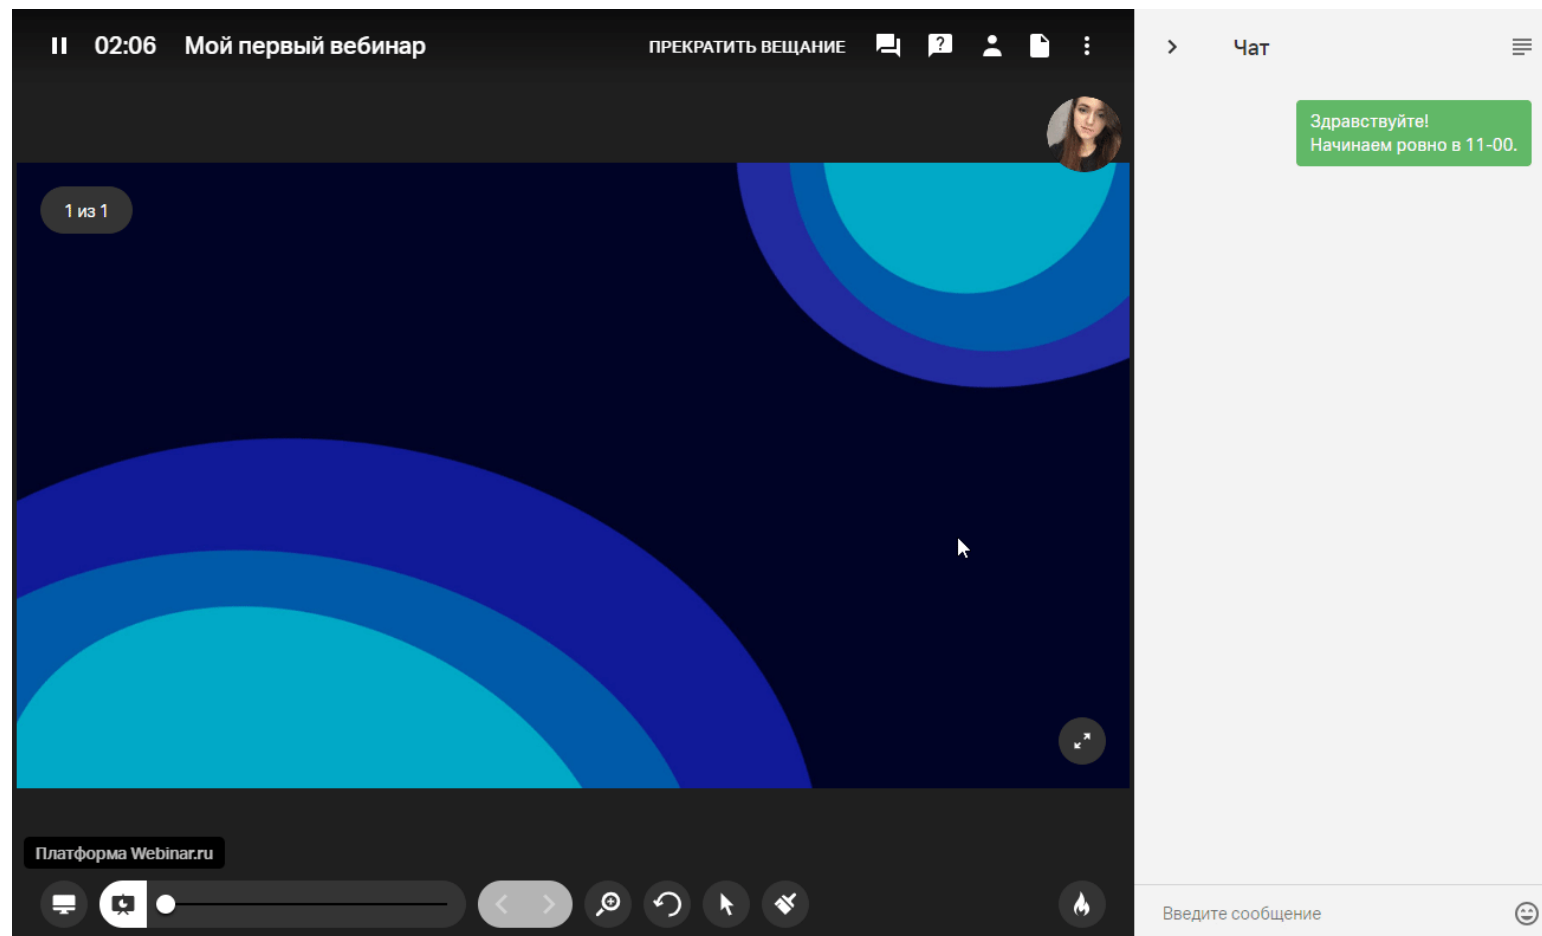 02:06 Мой первый вебинар ПРЕКРАТИТЬ ВЕЩАНИЕ ?
Чат
Здравствуйте!
Начинаем ровно в 11-00.
1 из 1
Платформа Webinar.ru
Введите сообщение